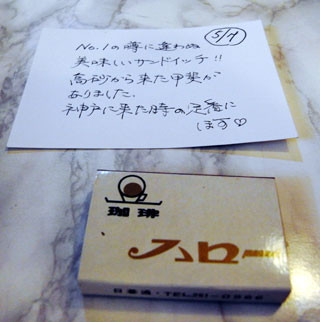 5/7
No.1の噂に違わぬ
美味しいサンドイッチ!!
高砂から来た甲斐が
ありました。
神戸に来た時の定番に
します♡
珈琲
ハロー